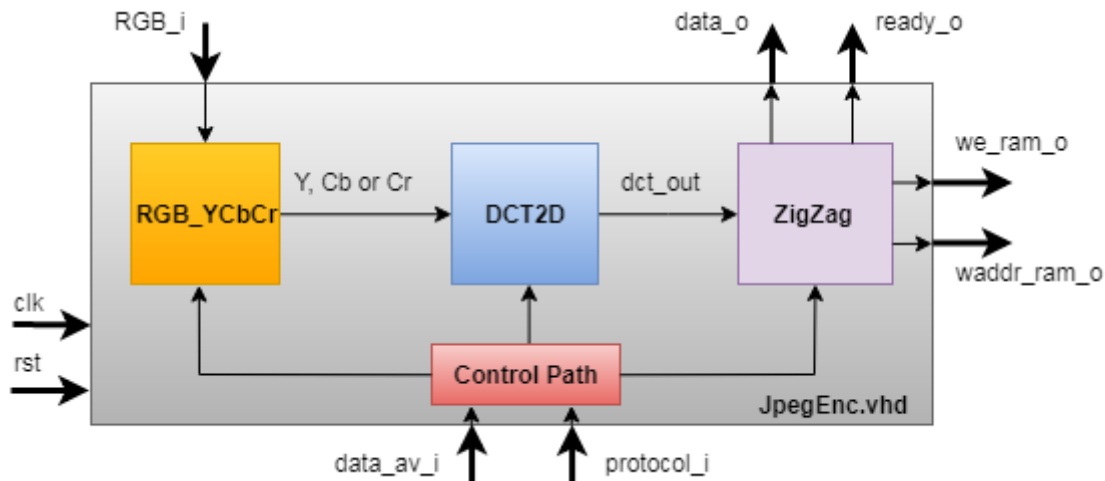 RGB_i
data_o
ready_o
RGB_YCbCr
Y, Cb or Cr
DCT2D
dct_out
ZigZag
we_ram_o
waddr_ram_o
clk
rst
Control Path
JpegEnc.vhd
data_av_i
protocol_i